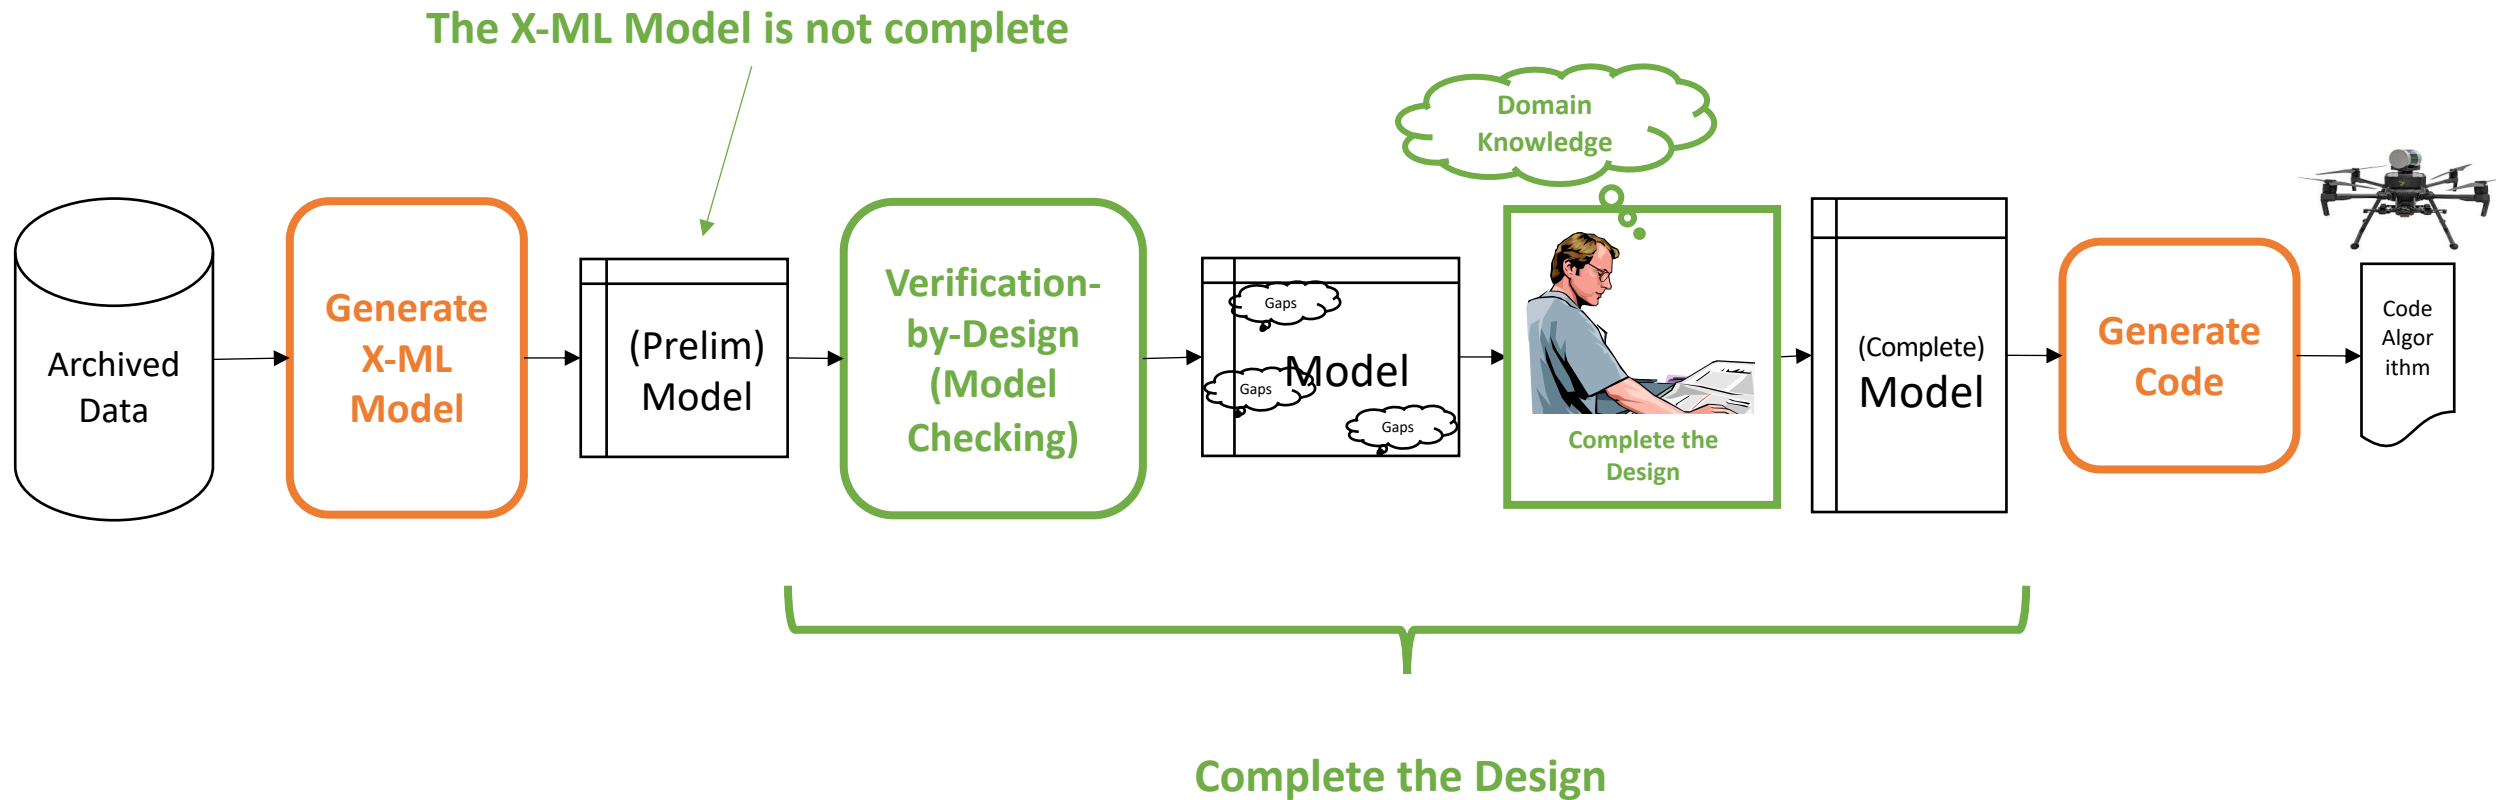 The X-ML Model is not complete
Domain
Knowledge
Archived
Data
Generate
X-ML
Model
(Prelim)
Model
Verification-
by-Design
(Model
Checking)
Gaps
Model
Gaps
Gaps
Complete the
Design
(Complete)
Model
Generate
Code
Code
Algor
ithm
Complete the Design